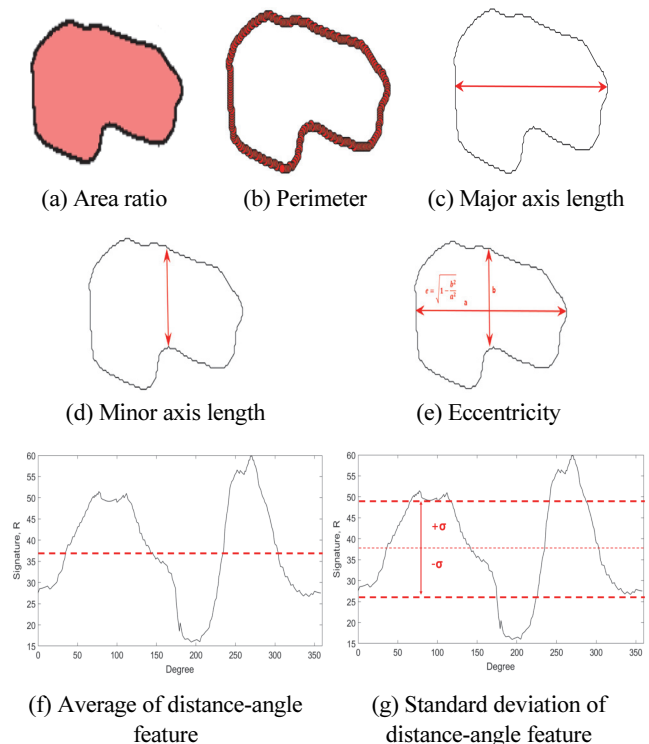 (a) Area ratio
(b) Perimeter
(c) Major axis length
e = √1 − b²/a²
a
b
(d) Minor axis length
(e) Eccentricity
Signature, R
60
55
50
45
40
35
30
25
20
15
0 50 100 150 200 250 300 350
Degree
Signature, R
60
55
50
45
40
35
30
25
20
15
+σ
-σ
0 50 100 150 200 250 300 350
Degree
(f) Average of distance-angle
feature
(g) Standard deviation of
distance-angle feature